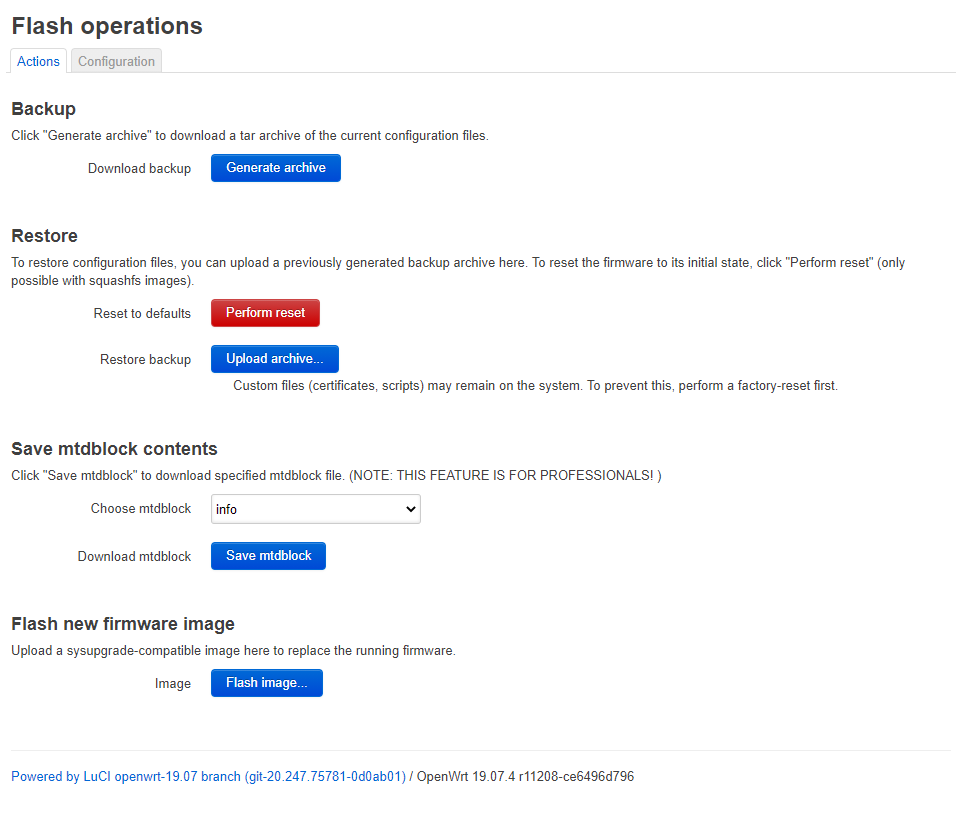 Flash operations
Actions Configuration
Backup
Click "Generate archive" to download a tar archive of the current configuration files.
Download backup Generate archive
Restore
To restore configuration files, you can upload a previously generated backup archive here. To reset the firmware to its initial state, click "Perform reset" (only
possible with squashfs images).
Reset to defaults Perform reset
Restore backup Upload archive...
Custom files (certificates, scripts) may remain on the system. To prevent this, perform a factory-reset first.
Save mtdblock contents
Click "Save mtdblock" to download specified mtdblock file. (NOTE: THIS FEATURE IS FOR PROFESSIONALS! )
Choose mtdblock info
Download mtdblock Save mtdblock
Flash new firmware image
Upload a sysupgrade-compatible image here to replace the running firmware.
Image Flash image...
Powered by LuCI openwrt-19.07 branch (git-20.247.75781-0d0ab01) / OpenWrt 19.07.4 r11208-ce6496d796